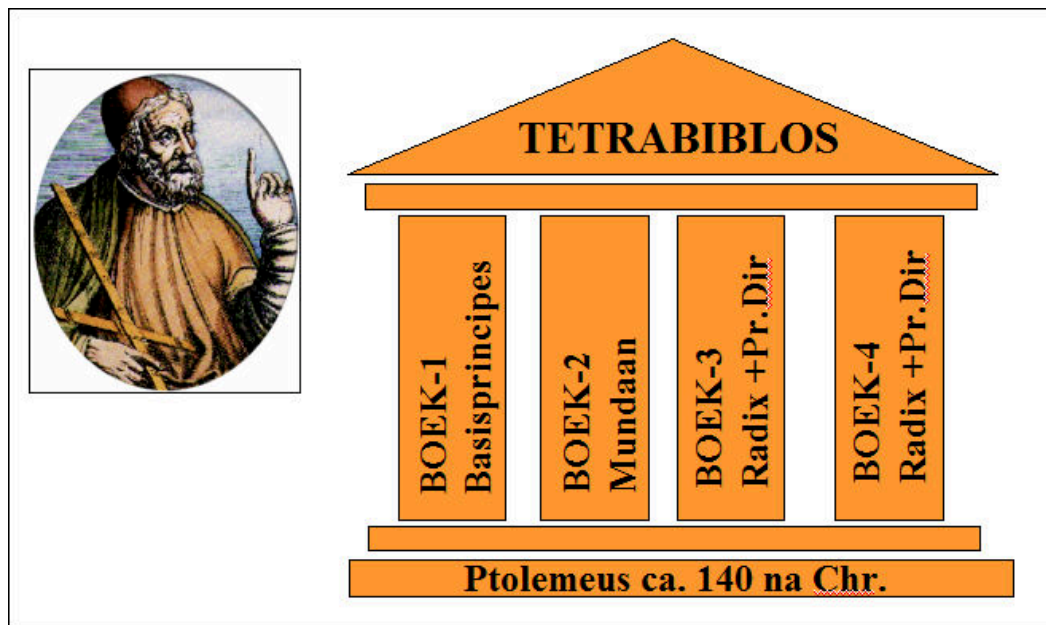 TETRABIBLOS
BOEK-1
Basisprincipes
BOEK-2
Mundaan
BOEK-3
Radix +Pr.Dir
BOEK-4
Radix +Pr.Dir
Ptolemeus ca. 140 na Chr.